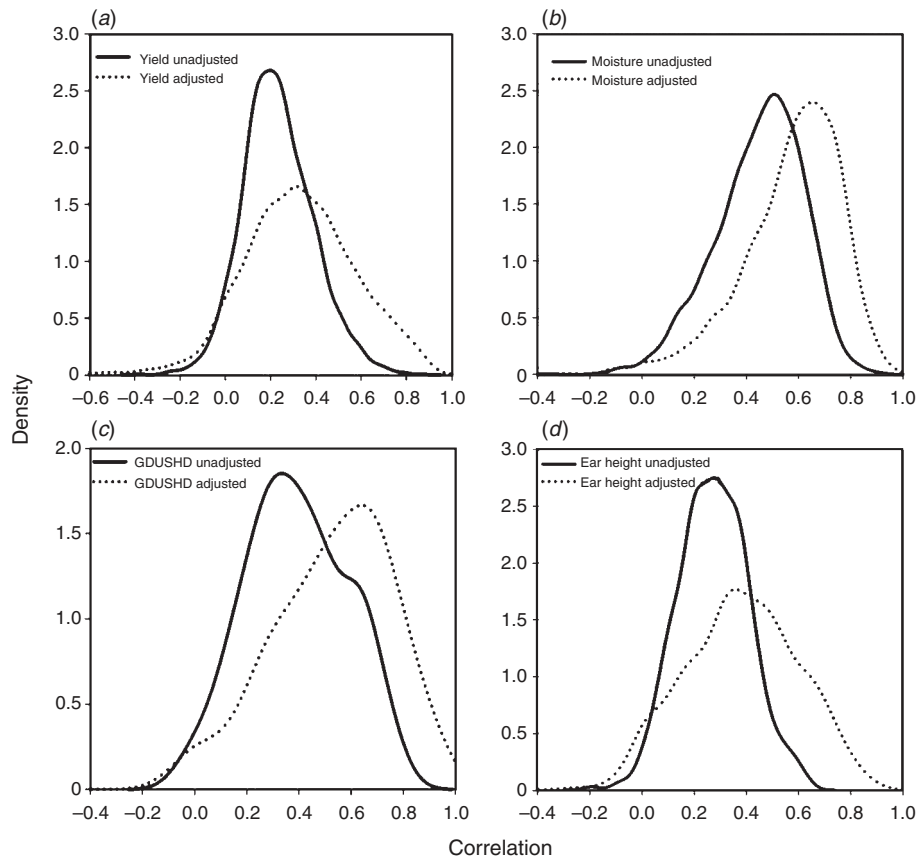 (a)
3.0
2.5
2.0
1.5
1.0
0.5
0
Yield unadjusted
Yield adjusted
–0.6 –0.4 –0.2 0.0 0.2 0.4 0.6 0.8 1.0
(b)
3.0
2.5
2.0
1.5
1.0
0.5
0
Moisture unadjusted
Moisture adjusted
–0.4 –0.2 0.0 0.2 0.4 0.6 0.8 1.0
Density
(c)
2.0
1.5
1.0
0.5
0
GDUSHD unadjusted
GDUSHD adjusted
–0.4 –0.2 0.0 0.2 0.4 0.6 0.8 1.0
(d)
3.0
2.5
2.0
1.5
1.0
0.5
0
Ear height unadjusted
Ear height adjusted
–0.4 –0.2 0.0 0.2 0.4 0.6 0.8 1.0
Correlation